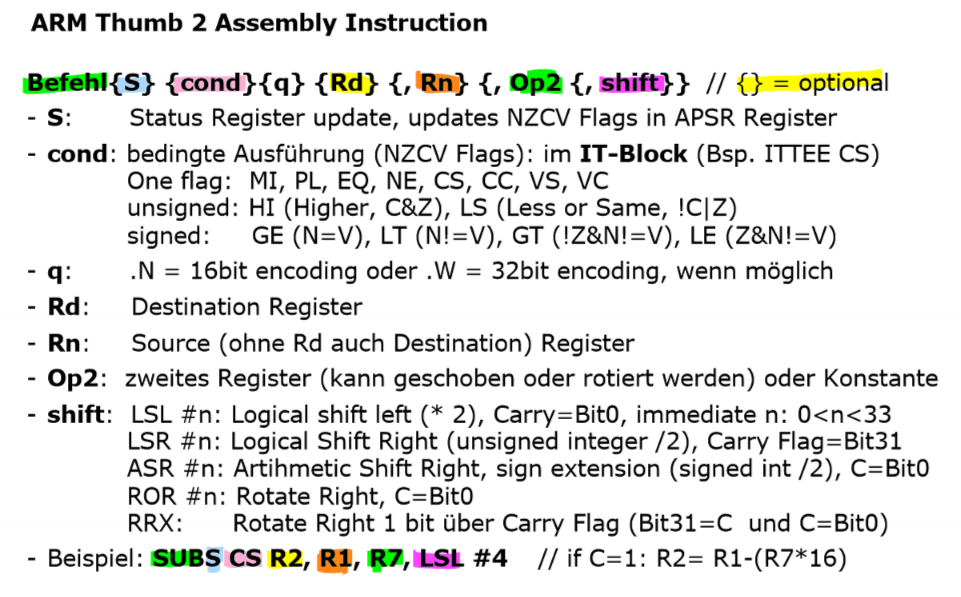 ARM Thumb 2 Assembly Instruction
Befehl{S} {cond}{q} {Rd} {, Rn} {, Op2 {, shift}} // {} = optional
- S: Status Register update, updates NZCV Flags in APSR Register
- cond: bedingte Ausführung (NZCV Flags): im IT-Block (Bsp. ITTEE CS)
One flag: MI, PL, EQ, NE, CS, CC, VS, VC
unsigned: HI (Higher, C&Z), LS (Less or Same, !C|Z)
signed: GE (N=V), LT (N!=V), GT (!Z&N!=V), LE (Z&N!=V)
- q: .N = 16bit encoding oder .W = 32bit encoding, wenn möglich
- Rd: Destination Register
- Rn: Source (ohne Rd auch Destination) Register
- Op2: zweites Register (kann geschoben oder rotiert werden) oder Konstante
- shift: LSL #n: Logical shift left (* 2), Carry=Bit0, immediate n: 0<n<33
LSR #n: Logical Shift Right (unsigned integer /2), Carry Flag=Bit31
ASR #n: Artihmetic Shift Right, sign extension (signed int /2), C=Bit0
ROR #n: Rotate Right, C=Bit0
RRX: Rotate Right 1 bit über Carry Flag (Bit31=C und C=Bit0)
- Beispiel: SUBS CS R2, R1, R7, LSL #4 // if C=1: R2= R1-(R7*16)